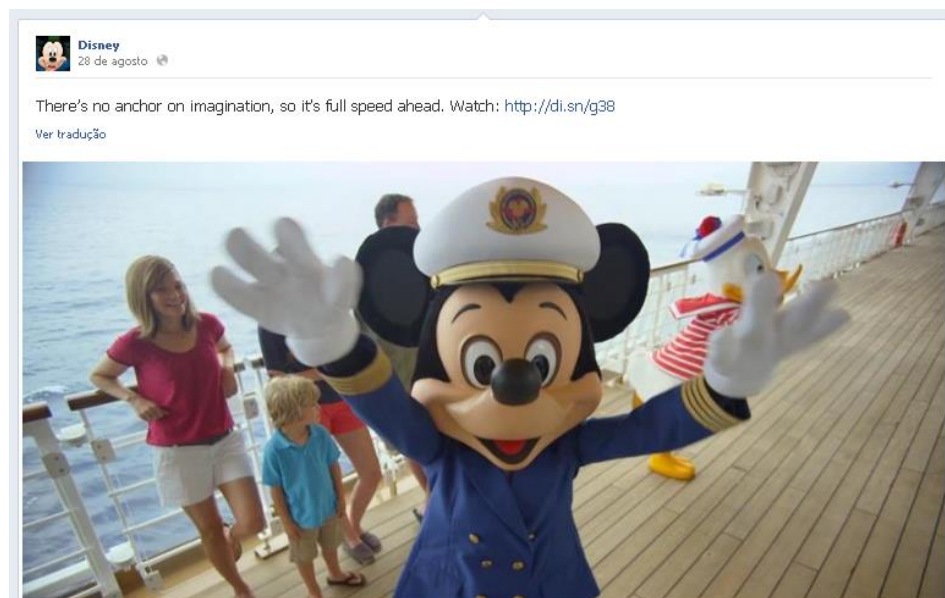 Disney
28 de agosto
There's no anchor on imagination, so it's full speed ahead. Watch: http://di.sn/g38
Ver tradução